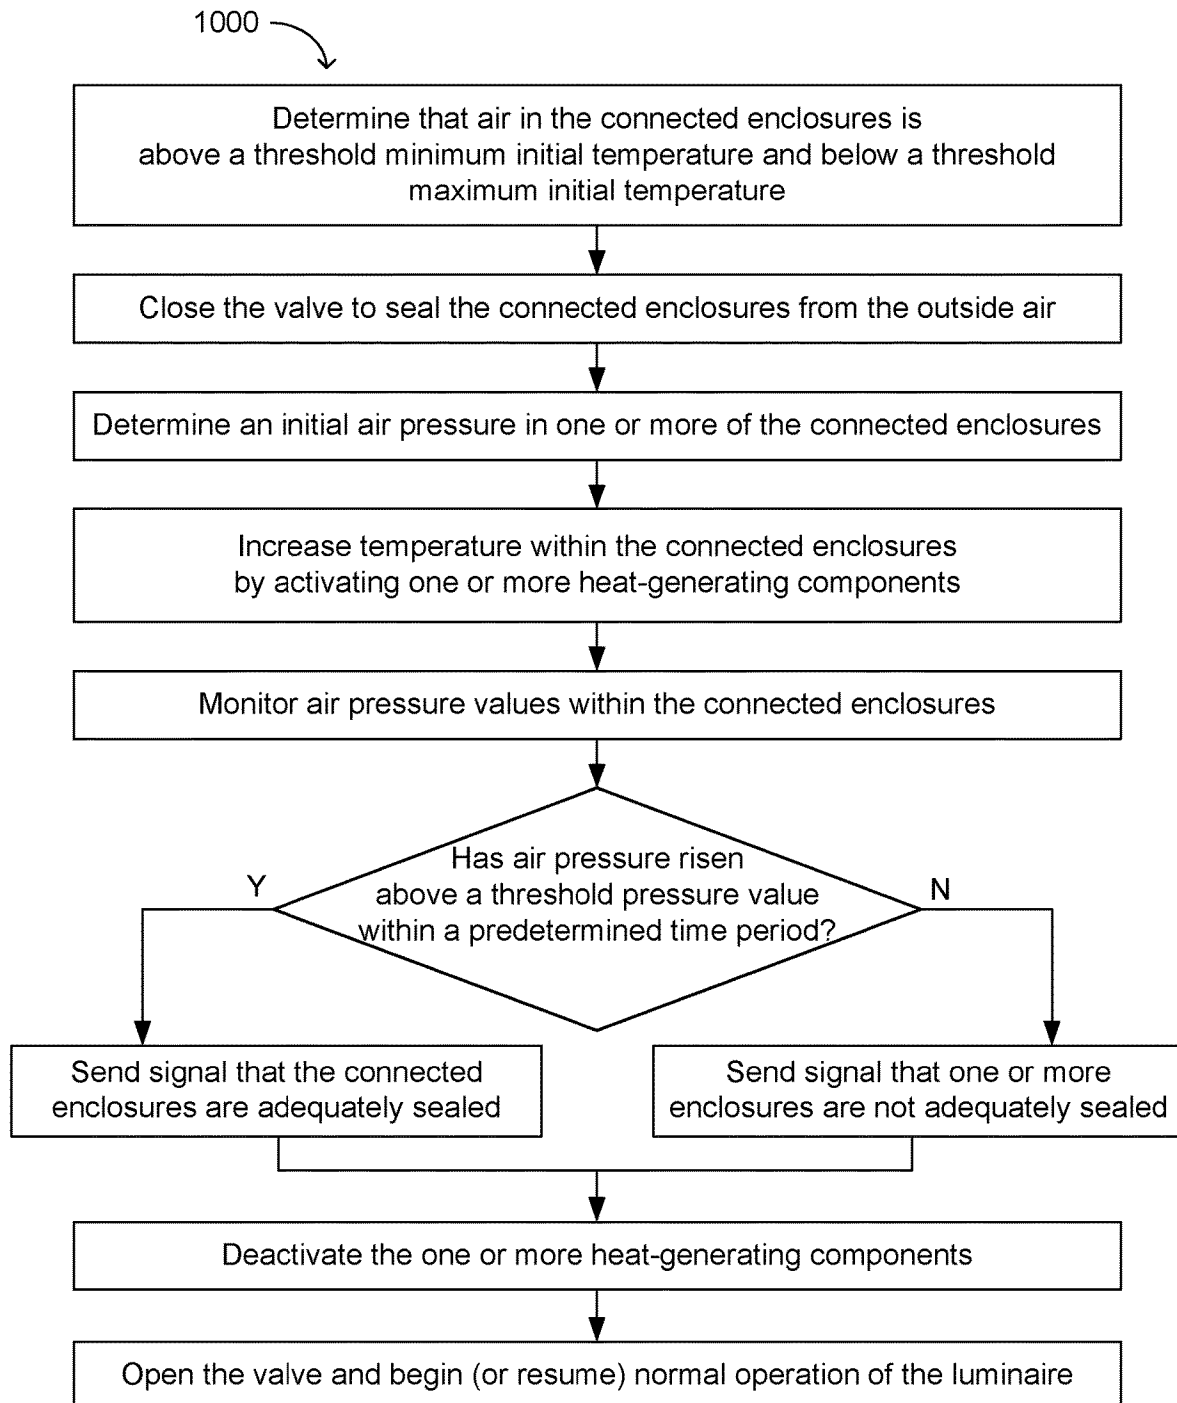 1000
Determine that air in the connected enclosures is
above a threshold minimum initial temperature and below a threshold
maximum initial temperature
Close the valve to seal the connected enclosures from the outside air
Determine an initial air pressure in one or more of the connected enclosures
Increase temperature within the connected enclosures
by activating one or more heat-generating components
Monitor air pressure values within the connected enclosures
Has air pressure risen
above a threshold pressure value
within a predetermined time period?
Y
N
Send signal that the connected
enclosures are adequately sealed
Send signal that one or more
enclosures are not adequately sealed
Deactivate the one or more heat-generating components
Open the valve and begin (or resume) normal operation of the luminaire